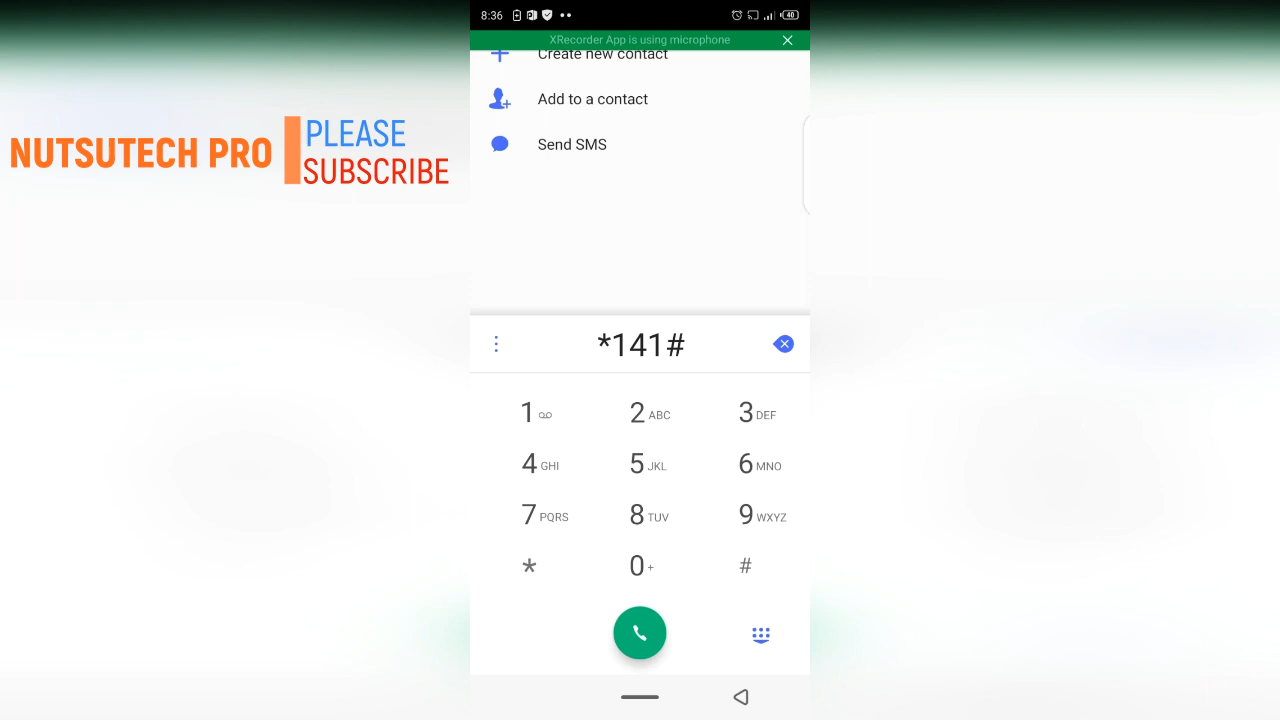 NUTSUTECH PRO
PLEASE
SUBSCRIBE
8:36
40
XRecorder App is using microphone
Create new contact
Add to a contact
Send SMS
*141#
1 2 ABC 3 DEF
4 GHI 5 JKL 6 MNO
7 PQRS 8 TUV 9 WXYZ
* 0 + #